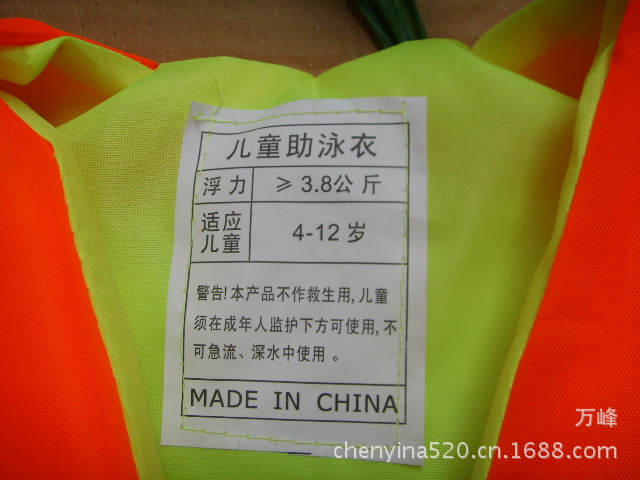 儿童助泳衣
浮力 ≥ 3.8公斤
适应
儿童 4-12 岁
警告!本产品不作救生用,儿童
须在成年人监护下方可使用,不
可急流、深水中使用。
MADE IN CHINA
万峰
chenyina520.cn.1688.com